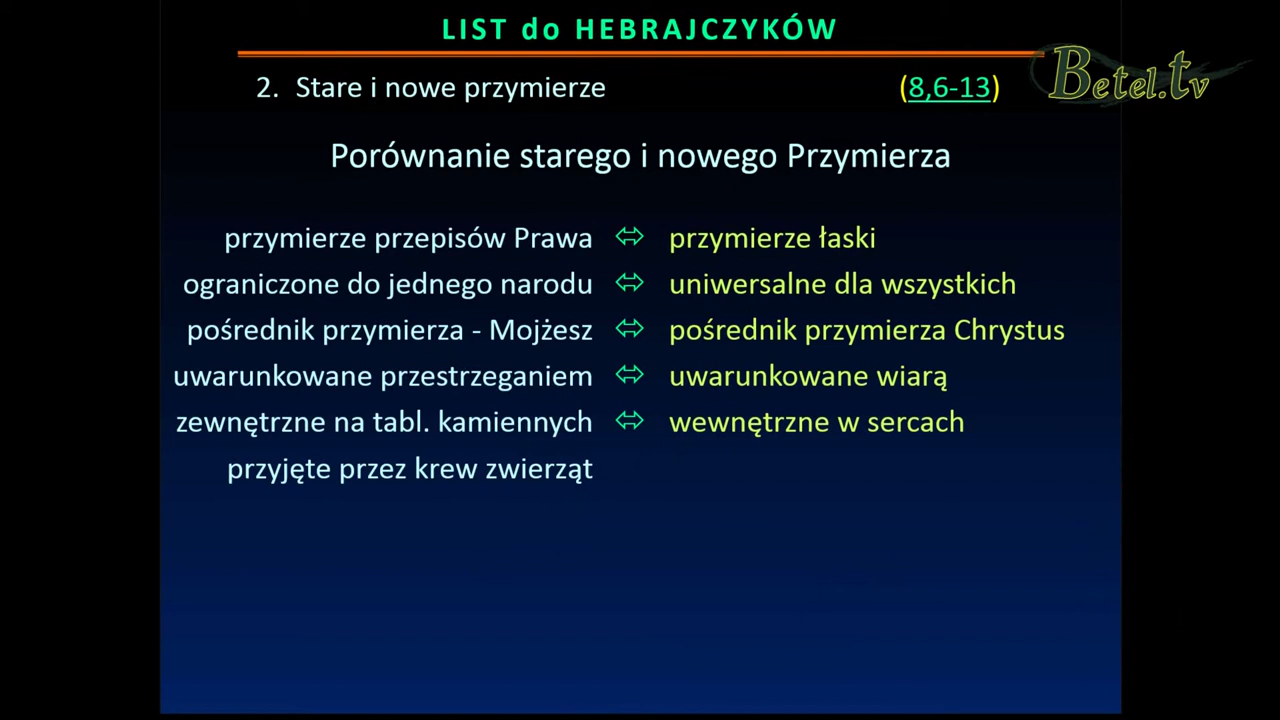 LIST do HEBRAJCZYKÓW
2. Stare i nowe przymierze (8,6-13)
Betel.tv
Porównanie starego i nowego Przymierza
przymierze przepisów Prawa ⬄ przymierze łaski
ograniczone do jednego narodu ⬄ uniwersalne dla wszystkich
pośrednik przymierza - Mojżesz ⬄ pośrednik przymierza Chrystus
uwarunkowane przestrzeganiem ⬄ uwarunkowane wiarą
zewnętrzne na tabl. kamiennych ⬄ wewnętrzne w sercach
przyjęte przez krew zwierząt